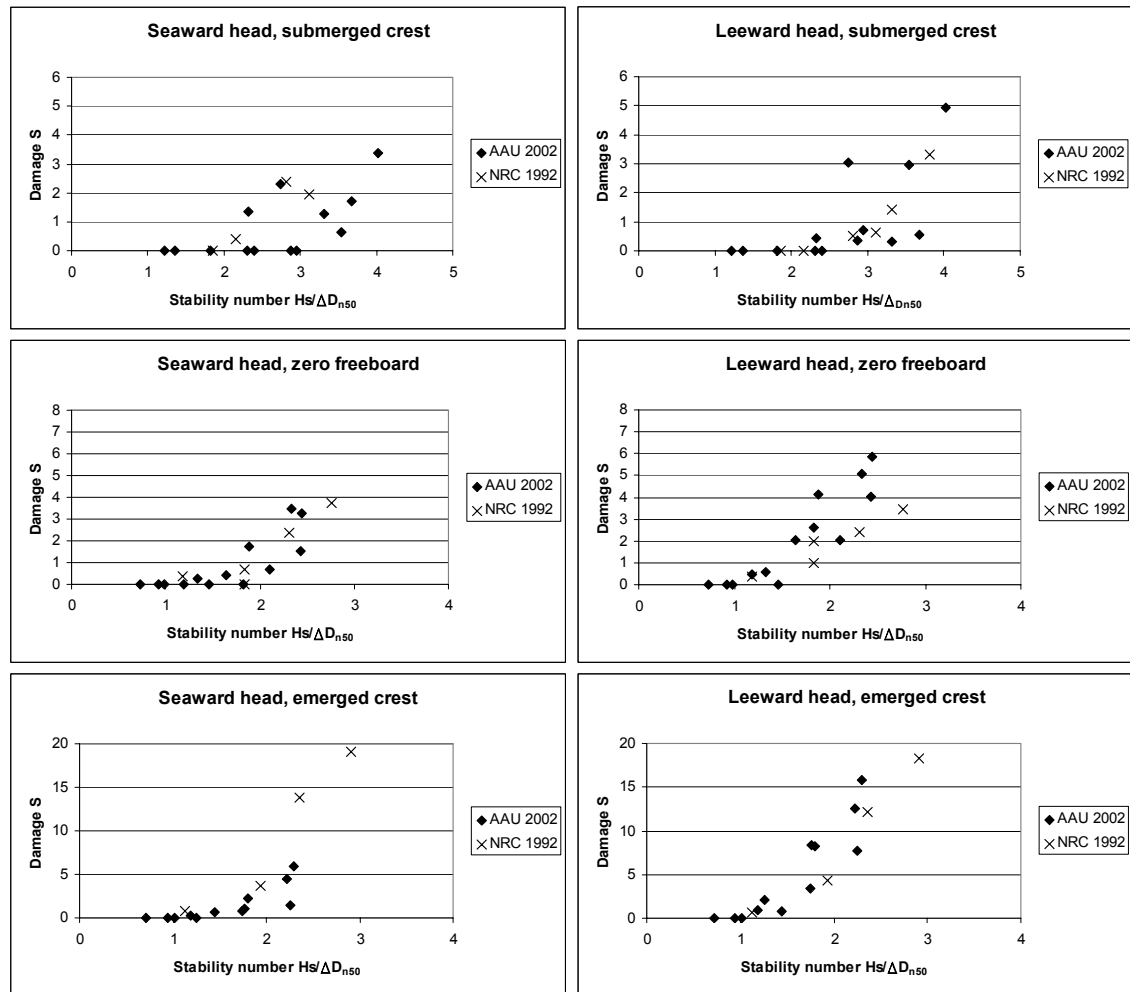 Seaward head, submerged crest
6
5
4
3
2
1
0
0 1 2 3 4 5
Damage S
Stability number Hs/ΔDn50
AAU 2002
NRC 1992
Leeward head, submerged crest
6
5
4
3
2
1
0
0 1 2 3 4 5
Damage S
Stability number Hs/ΔDn50
AAU 2002
NRC 1992
Seaward head, zero freeboard
8
7
6
5
4
3
2
1
0
0 1 2 3 4
Damage S
Stability number Hs/ΔDn50
AAU 2002
NRC 1992
Leeward head, zero freeboard
8
7
6
5
4
3
2
1
0
0 1 2 3 4
Damage S
Stability number Hs/ΔDn50
AAU 2002
NRC 1992
Seaward head, emerged crest
20
15
10
5
0
0 1 2 3 4
Damage S
Stability number Hs/ΔDn50
AAU 2002
NRC 1992
Leeward head, emerged crest
20
15
10
5
0
0 1 2 3 4
Damage S
Stability number Hs/ΔDn50
AAU 2002
NRC 1992